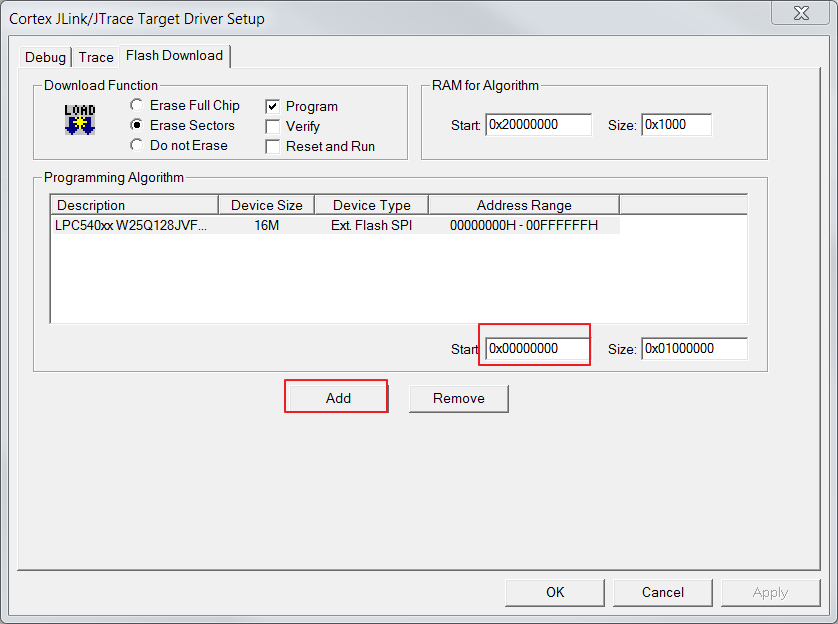 Cortex JLink/JTrace Target Driver Setup
Debug Trace Flash Download
Download Function
LOAD
Erase Full Chip
Erase Sectors
Do not Erase
Program
Verify
Reset and Run
RAM for Algorithm
Start: 0x20000000 Size: 0x1000
Programming Algorithm
Description Device Size Device Type Address Range
LPC540xx W25Q128JVF... 16M Ext. Flash SPI 00000000H - 00FFFFFFH
Start 0x00000000 Size: 0x01000000
Add Remove
OK Cancel Apply